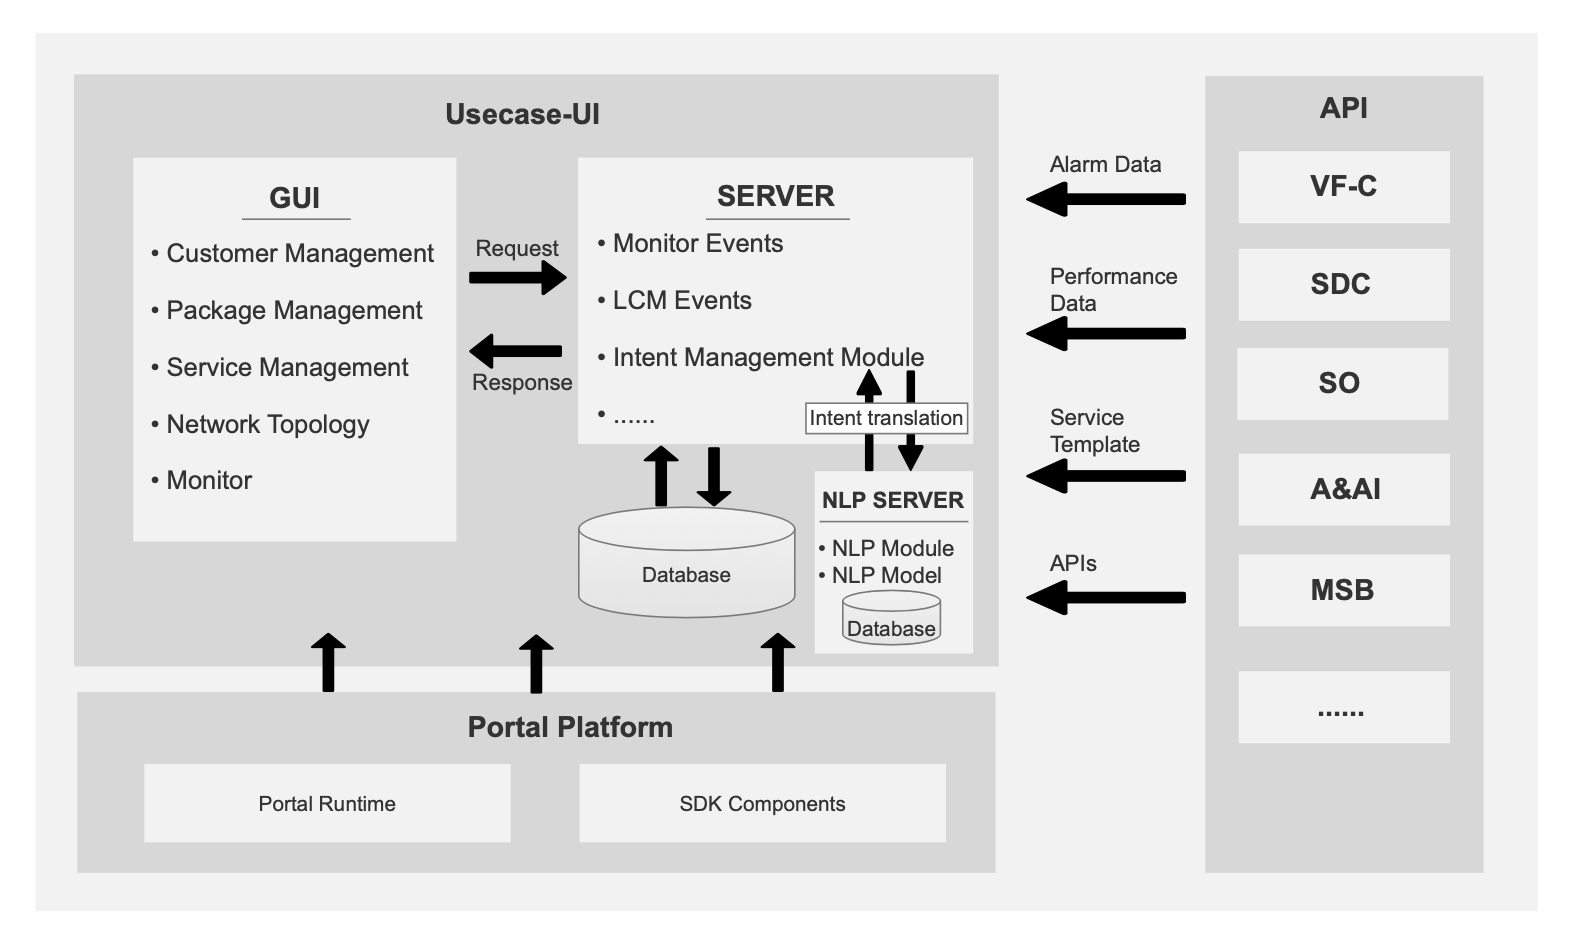 Usecase-UI
GUI
• Customer Management
• Package Management
• Service Management
• Network Topology
• Monitor
Request
Response
SERVER
• Monitor Events
• LCM Events
• Intent Management Module
• ......
Intent translation
Database
NLP SERVER
• NLP Module
• NLP Model
Database
Portal Platform
Portal Runtime
SDK Components
Alarm Data
Performance
Data
Service
Template
APIs
API
VF-C
SDC
SO
A&AI
MSB
......